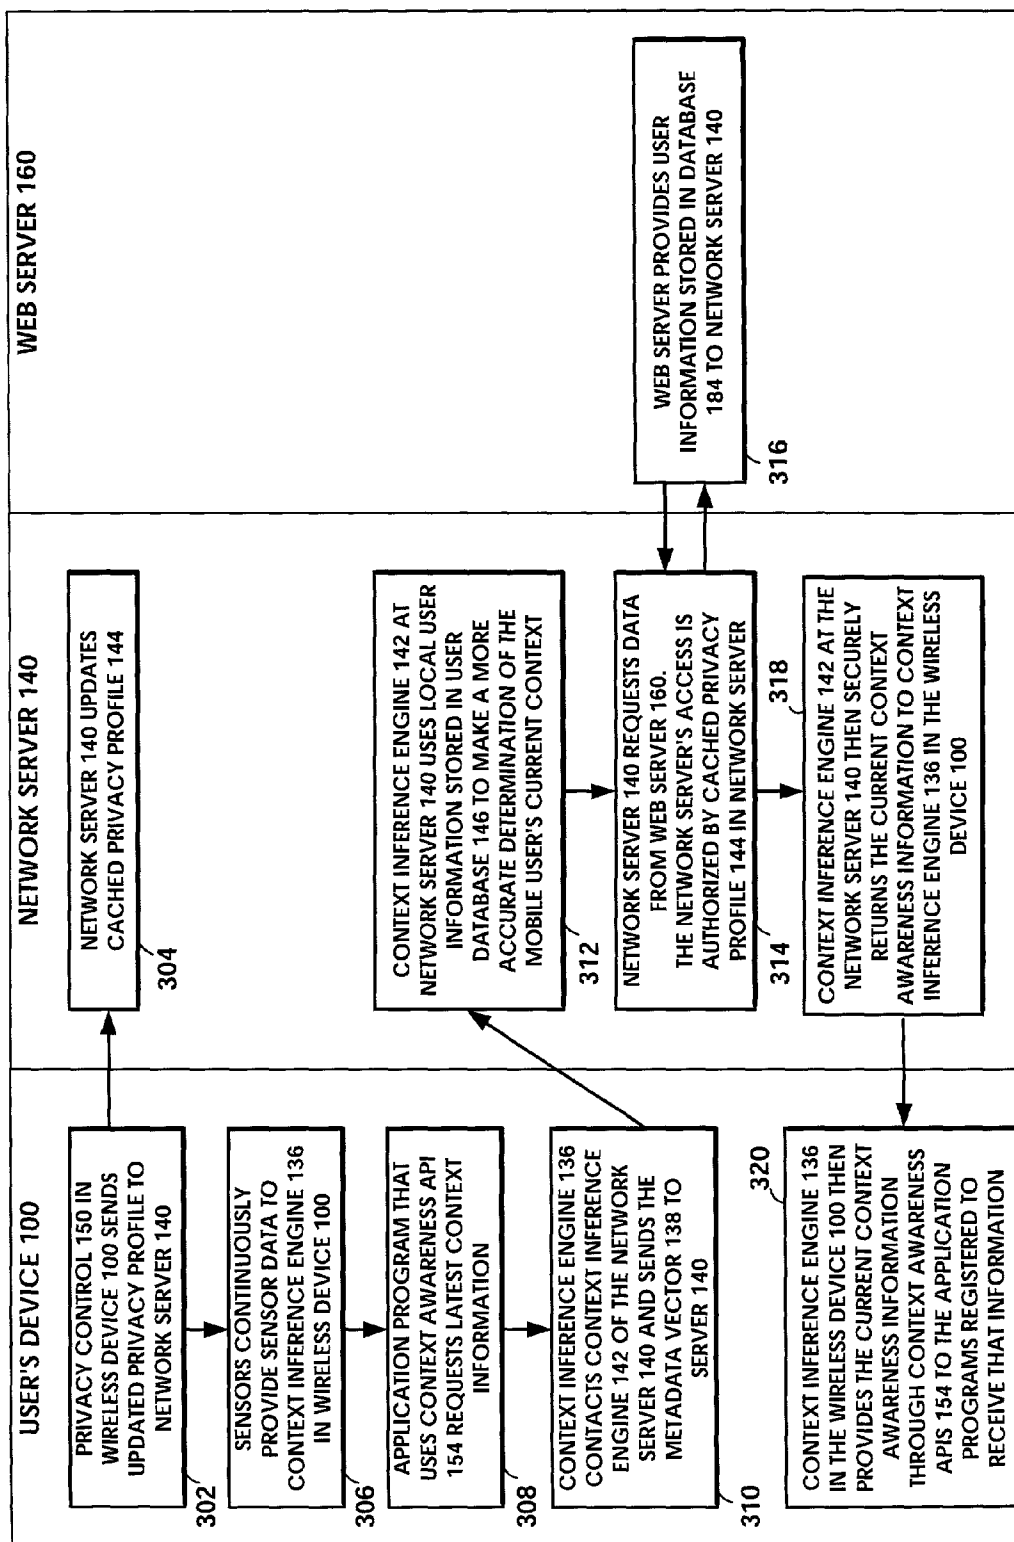 USER'S DEVICE 100
PRIVACY CONTROL 150 IN
WIRELESS DEVICE 100 SENDS
UPDATED PRIVACY PROFILE TO
NETWORK SERVER 140
302
SENSORS CONTINUOUSLY
PROVIDE SENSOR DATA TO
CONTEXT INFERENCE ENGINE 136
IN WIRELESS DEVICE 100
306
APPLICATION PROGRAM THAT
USES CONTEXT AWARENESS API
154 REQUESTS LATEST CONTEXT
INFORMATION
308
CONTEXT INFERENCE ENGINE 136
CONTACTS CONTEXT INFERENCE
ENGINE 142 OF THE NETWORK
SERVER 140 AND SENDS THE
METADATA VECTOR 138 TO
SERVER 140
310
320
CONTEXT INFERENCE ENGINE 136
IN THE WIRELESS DEVICE 100 THEN
PROVIDES THE CURRENT CONTEXT
AWARENESS INFORMATION
THROUGH CONTEXT AWARENESS
APIS 154 TO THE APPLICATION
PROGRAMS REGISTERED TO
RECEIVE THAT INFORMATION
NETWORK SERVER 140
NETWORK SERVER 140 UPDATES
CACHED PRIVACY PROFILE 144
304
CONTEXT INFERENCE ENGINE 142 AT
NETWORK SERVER 140 USES LOCAL USER
INFORMATION STORED IN USER
DATABASE 146 TO MAKE A MORE
ACCURATE DETERMINATION OF THE
MOBILE USER'S CURRENT CONTEXT
312
NETWORK SERVER 140 REQUESTS DATA
FROM WEB SERVER 160.
THE NETWORK SERVER'S ACCESS IS
AUTHORIZED BY CACHED PRIVACY
PROFILE 144 IN NETWORK SERVER
314
318
CONTEXT INFERENCE ENGINE 142 AT THE
NETWORK SERVER 140 THEN SECURELY
RETURNS THE CURRENT CONTEXT
AWARENESS INFORMATION TO CONTEXT
INFERENCE ENGINE 136 IN THE WIRELESS
DEVICE 100
WEB SERVER 160
WEB SERVER PROVIDES USER
INFORMATION STORED IN DATABASE
184 TO NETWORK SERVER 140
316